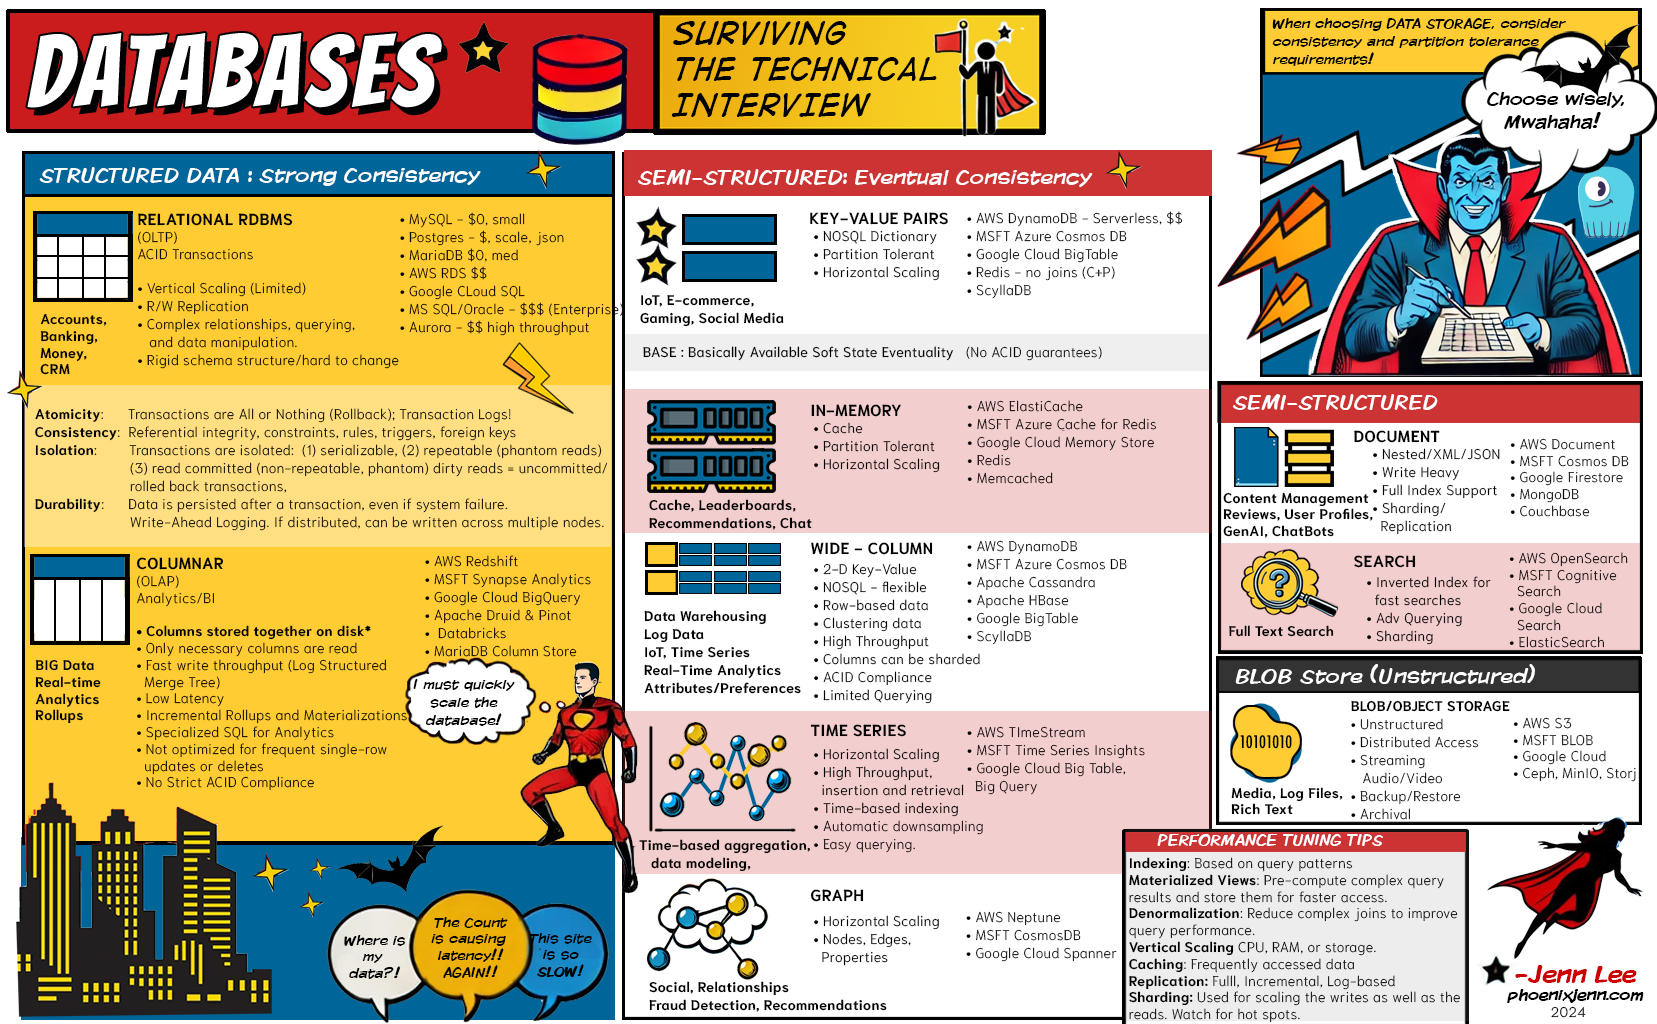 DATABASES
SURVIVING
THE TECHNICAL
INTERVIEW
When choosing DATA STORAGE, consider
consistency and partition tolerance
requirements!
Choose wisely,
Mwahaha!
STRUCTURED DATA : Strong Consistency
RELATIONAL RDBMS
(OLTP)
ACID Transactions
• Vertical Scaling (Limited)
• R/W Replication
• Complex relationships, querying,
and data manipulation.
• Rigid schema structure/hard to change
• MySQL - $0, small
• Postgres - $, scale, json
• MariaDB $0, med
• AWS RDS $$
• Google CLoud SQL
• MS SQL/Oracle - $$$ (Enterprise)
• Aurora - $$ high throughput
Accounts,
Banking,
Money,
CRM
Atomicity: Transactions are All or Nothing (Rollback); Transaction Logs!
Consistency: Referential integrity, constraints, rules, triggers, foreign keys
Isolation: Transactions are isolated: (1) serializable, (2) repeatable (phantom reads)
(3) read committed (non-repeatable, phantom) dirty reads = uncommitted/
rolled back transactions,
Durability: Data is persisted after a transaction, even if system failure.
Write-Ahead Logging. If distributed, can be written across multiple nodes.
COLUMNAR
(OLAP)
Analytics/BI
• Columns stored together on disk*
• Only necessary columns are read
• Fast write throughput (Log Structured
Merge Tree)
• Low Latency
• Incremental Rollups and Materializations
• Specialized SQL for Analytics
• Not optimized for frequent single-row
updates or deletes
• No Strict ACID Compliance
• AWS Redshift
• MSFT Synapse Analytics
• Google Cloud BigQuery
• Apache Druid & Pinot
• Databricks
• MariaDB Column Store
BIG Data
Real-time
Analytics
Rollups
I must quickly
scale the
database!
Where is
my
data?!
The Count
is causing
latency!!
AGAIN!!
This site
is so
SLOW!
SEMI-STRUCTURED: Eventual Consistency
KEY-VALUE PAIRS
• NOSQL Dictionary
• Partition Tolerant
• Horizontal Scaling
• AWS DynamoDB - Serverless, $$
• MSFT Azure Cosmos DB
• Google Cloud BigTable
• Redis - no joins (C+P)
• ScyllaDB
IoT, E-commerce,
Gaming, Social Media
BASE : Basically Available Soft State Eventuality (No ACID guarantees)
IN-MEMORY
• Cache
• Partition Tolerant
• Horizontal Scaling
• AWS ElastiCache
• MSFT Azure Cache for Redis
• Google Cloud Memory Store
• Redis
• Memcached
Cache, Leaderboards,
Recommendations, Chat
WIDE - COLUMN
• 2-D Key-Value
• NOSQL - flexible
• Row-based data
• Clustering data
• High Throughput
• Columns can be sharded
• ACID Compliance
• Limited Querying
• AWS DynamoDB
• MSFT Azure Cosmos DB
• Apache Cassandra
• Apache HBase
• Google BigTable
• ScyllaDB
Data Warehousing
Log Data
IoT, Time Series
Real-Time Analytics
Attributes/Preferences
TIME SERIES
• Horizontal Scaling
• High Throughput,
insertion and retrieval
• Time-based indexing
• Automatic downsampling
• Easy querying.
• AWS TImeStream
• MSFT Time Series Insights
• Google Cloud Big Table,
Big Query
Time-based aggregation,
data modeling,
GRAPH
• Horizontal Scaling
• Nodes, Edges,
Properties
• AWS Neptune
• MSFT CosmosDB
• Google Cloud Spanner
Social, Relationships
Fraud Detection, Recommendations
SEMI-STRUCTURED
DOCUMENT
• Nested/XML/JSON
• Write Heavy
• Full Index Support
• Sharding/
Replication
• AWS Document
• MSFT Cosmos DB
• Google Firestore
• MongoDB
• Couchbase
Content Management
Reviews, User Profiles,
GenAI, ChatBots
?
SEARCH
• Inverted Index for
fast searches
• Adv Querying
• Sharding
• AWS OpenSearch
• MSFT Cognitive
Search
• Google Cloud
Search
• ElasticSearch
Full Text Search
BLOB Store (Unstructured)
10101010
BLOB/OBJECT STORAGE
• Unstructured
• Distributed Access
• Streaming
Audio/Video
• Backup/Restore
• Archival
• AWS S3
• MSFT BLOB
• Google Cloud
• Ceph, MinIO, Storj
Media, Log Files,
Rich Text
PERFORMANCE TUNING TIPS
Indexing: Based on query patterns
Materialized Views: Pre-compute complex query
results and store them for faster access.
Denormalization: Reduce complex joins to improve
query performance.
Vertical Scaling CPU, RAM, or storage.
Caching: Frequently accessed data
Replication: Fulll, Incremental, Log-based
Sharding: Used for scaling the writes as well as the
reads. Watch for hot spots.
-Jenn Lee
phoenixjenn.com
2024